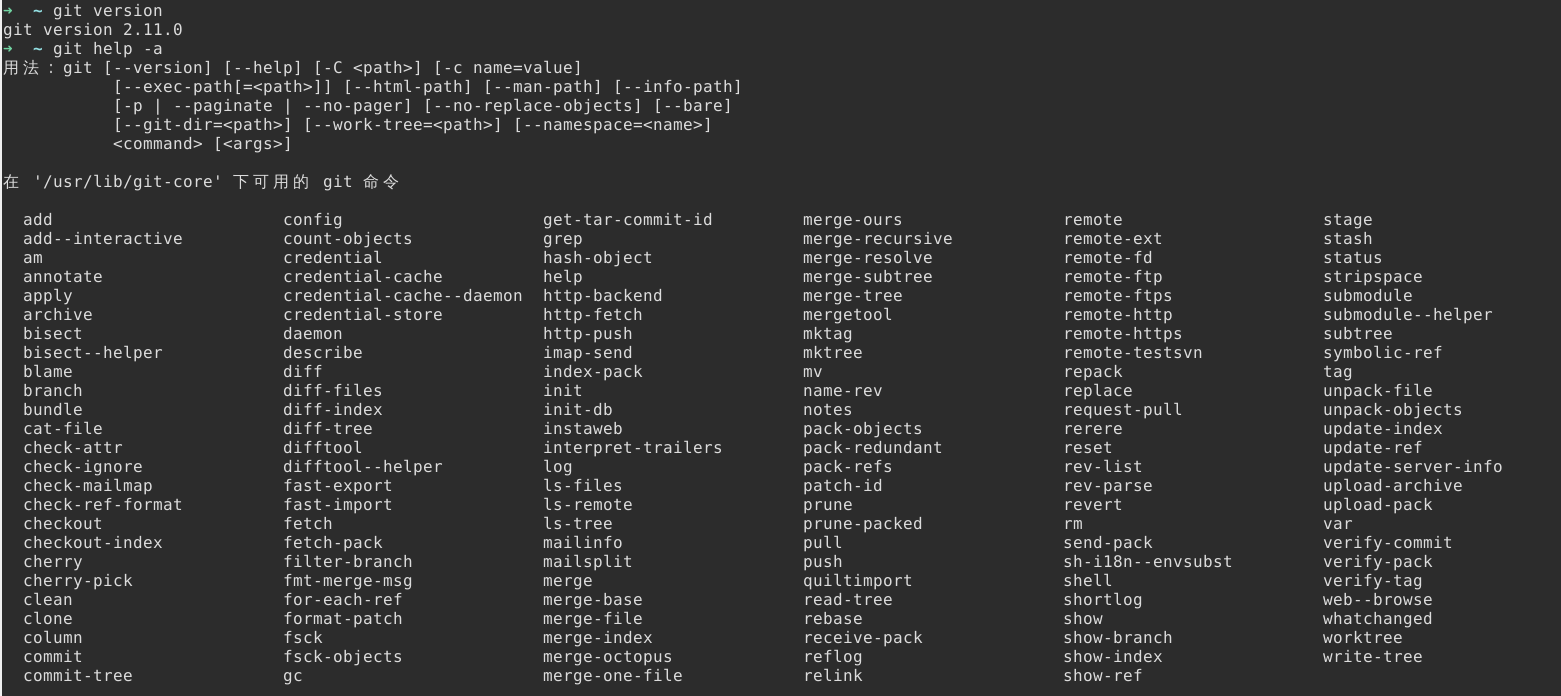 ➜  ~ git version
git version 2.11.0
➜  ~ git help -a
用法：git [--version] [--help] [-C <path>] [-c name=value]
           [--exec-path[=<path>]] [--html-path] [--man-path] [--info-path]
           [-p | --paginate | --no-pager] [--no-replace-objects] [--bare]
           [--git-dir=<path>] [--work-tree=<path>] [--namespace=<name>]
           <command> [<args>]
在 '/usr/lib/git-core' 下可用的 git 命令
  add                       config                    get-tar-commit-id         merge-ours                remote                    stage
  add--interactive          count-objects             grep                      merge-recursive           remote-ext                stash
  am                        credential                hash-object               merge-resolve             remote-fd                 status
  annotate                  credential-cache          help                      merge-subtree             remote-ftp                stripspace
  apply                     credential-cache--daemon  http-backend              merge-tree                remote-ftps               submodule
  archive                   credential-store          http-fetch                mergetool                 remote-http               submodule--helper
  bisect                    daemon                    http-push                 mktag                     remote-https              subtree
  bisect--helper            describe                  imap-send                 mktree                    remote-testsvn            symbolic-ref
  blame                     diff                      index-pack                mv                        repack                    tag
  branch                    diff-files                init                      name-rev                  replace                   unpack-file
  bundle                    diff-index                init-db                   notes                     request-pull              unpack-objects
  cat-file                  diff-tree                 instaweb                  pack-objects              rerere                    update-index
  check-attr                difftool                  interpret-trailers        pack-redundant            reset                     update-ref
  check-ignore              difftool--helper          log                       pack-refs                 rev-list                  update-server-info
  check-mailmap             fast-export               ls-files                  patch-id                  rev-parse                 upload-archive
  check-ref-format          fast-import               ls-remote                 prune                     revert                    upload-pack
  checkout                  fetch                     ls-tree                   prune-packed              rm                        var
  checkout-index            fetch-pack                mailinfo                  pull                      send-pack                 verify-commit
  cherry                    filter-branch             mailsplit                 push                      sh-i18n--envsubst         verify-pack
  cherry-pick               fmt-merge-msg             merge                     quiltimport               shell                     verify-tag
  clean                     for-each-ref              merge-base                read-tree                 shortlog                  web--browse
  clone                     format-patch              merge-file                rebase                    show                      whatchanged
  column                    fsck                      merge-index               receive-pack              show-branch               worktree
  commit                    fsck-objects              merge-octopus             reflog                    show-index                write-tree
  commit-tree               gc                        merge-one-file            relink                    show-ref